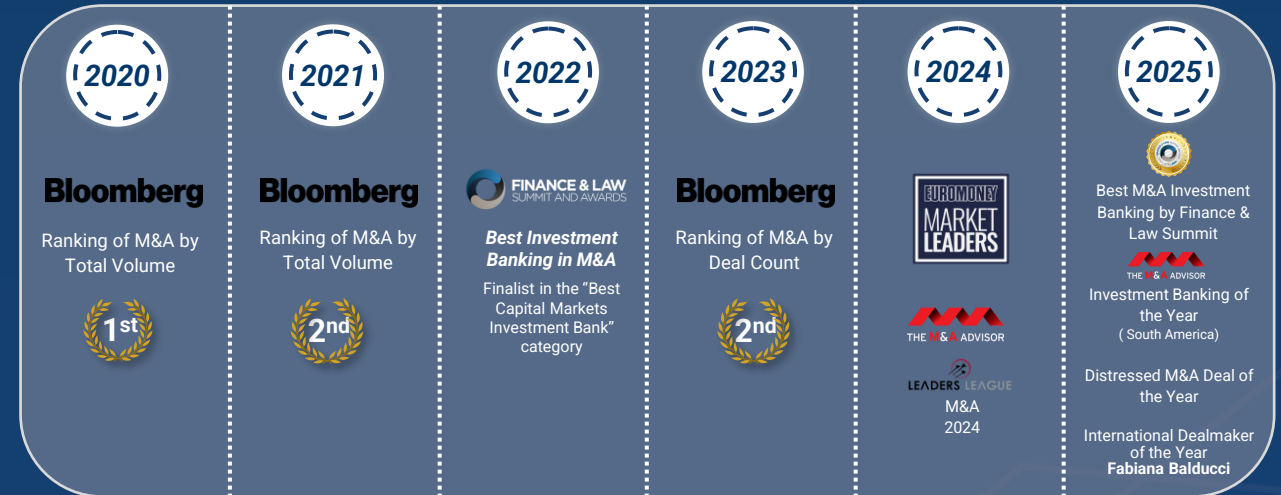 2020
Bloomberg
Ranking of M&A by
Total Volume
1st
2021
Bloomberg
Ranking of M&A by
Total Volume
2nd
2022
FINANCE & LAW
SUMMIT AND AWARDS
Best Investment
Banking in M&A
Finalist in the “Best
Capital Markets
Investment Bank”
category
2023
Bloomberg
Ranking of M&A by
Deal Count
2nd
2024
EUROMONEY
MARKET
LEADERS
THE M&A ADVISOR
LEADERS LEAGUE
M&A
2024
2025
Best M&A Investment
Banking by Finance &
Law Summit
THE M&A ADVISOR
Investment Banking of
the Year
( South America)
Distressed M&A Deal of
the Year
International Dealmaker
of the Year
Fabiana Balducci